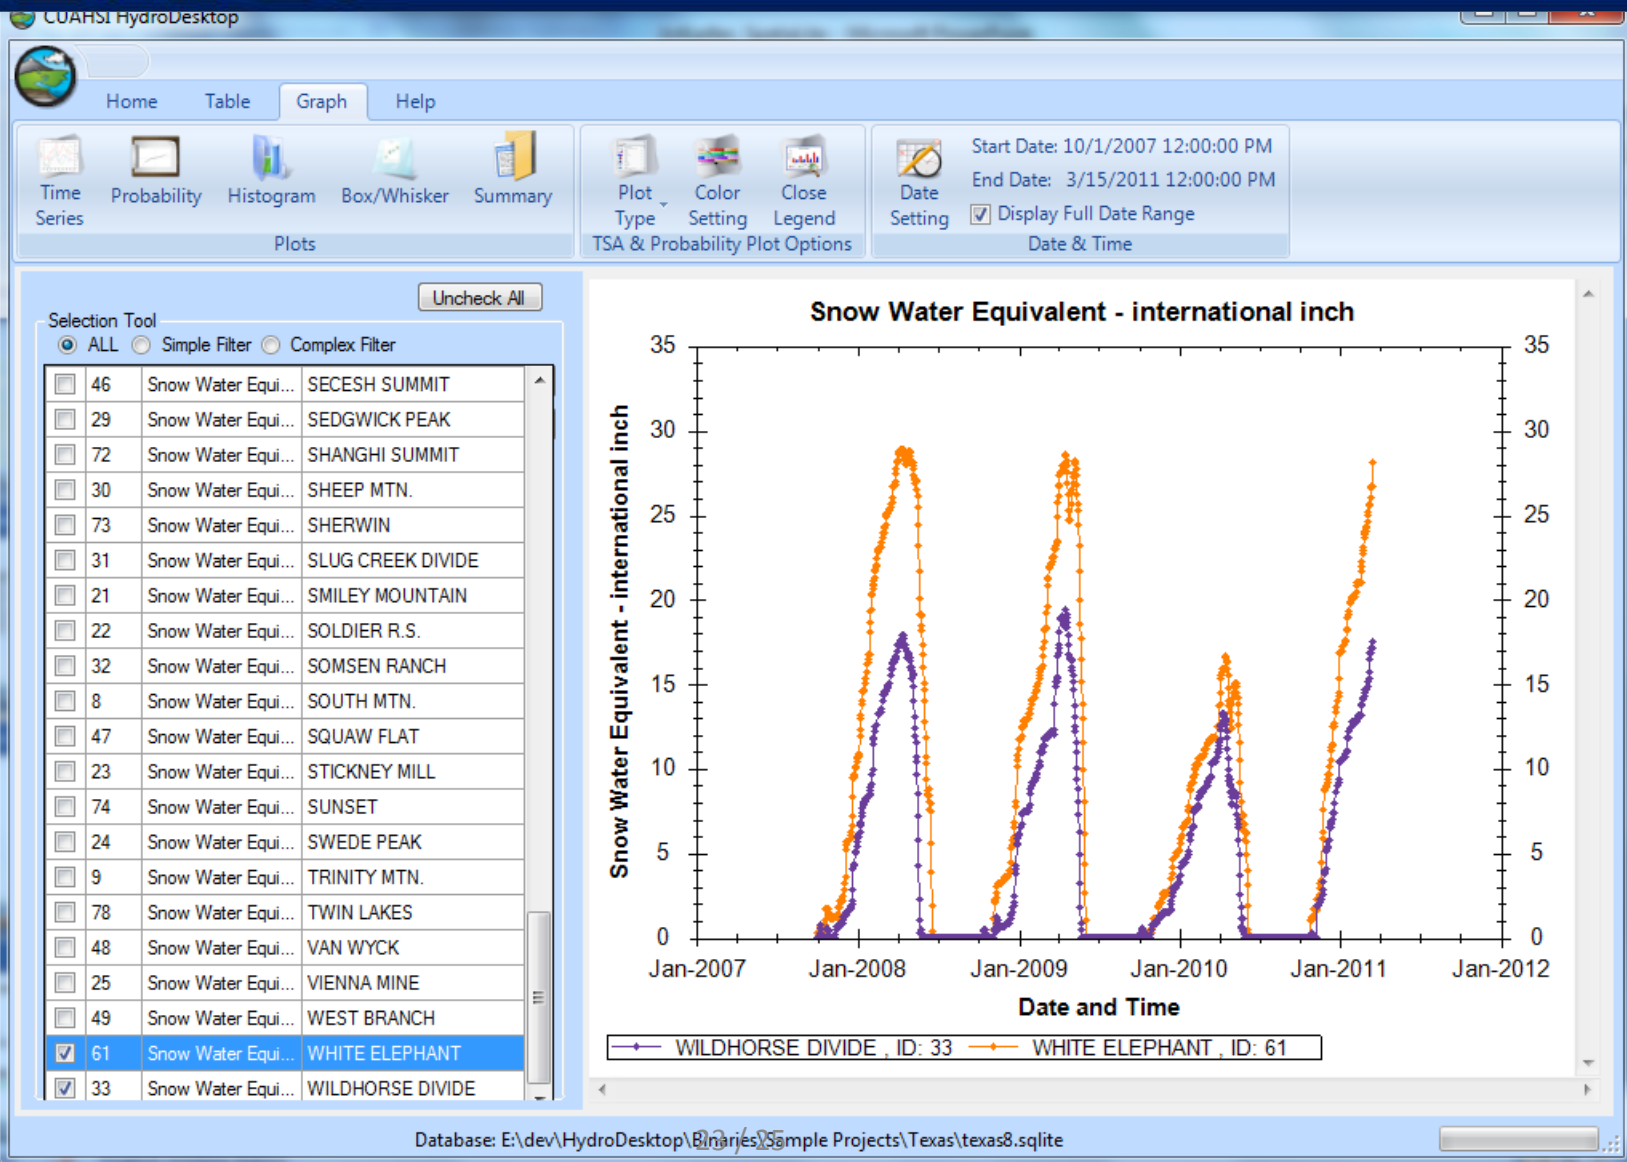 CUAHSI HydroDesktop
Home Table Graph Help
Time Series Probability Histogram Box/Whisker Summary
Plots
Plot Type Color Setting Close Legend
TSA & Probability Plot Options
Date Setting
Start Date: 10/1/2007 12:00:00 PM
End Date: 3/15/2011 12:00:00 PM
Display Full Date Range
Date & Time
Uncheck All
Selection Tool
ALL Simple Filter Complex Filter
46 Snow Water Equi... SECESH SUMMIT
29 Snow Water Equi... SEDGWICK PEAK
72 Snow Water Equi... SHANGHI SUMMIT
30 Snow Water Equi... SHEEP MTN.
73 Snow Water Equi... SHERWIN
31 Snow Water Equi... SLUG CREEK DIVIDE
21 Snow Water Equi... SMILEY MOUNTAIN
22 Snow Water Equi... SOLDIER R.S.
32 Snow Water Equi... SOMSEN RANCH
8 Snow Water Equi... SOUTH MTN.
47 Snow Water Equi... SQUAW FLAT
23 Snow Water Equi... STICKNEY MILL
74 Snow Water Equi... SUNSET
24 Snow Water Equi... SWEDE PEAK
9 Snow Water Equi... TRINITY MTN.
78 Snow Water Equi... TWIN LAKES
48 Snow Water Equi... VAN WYCK
25 Snow Water Equi... VIENNA MINE
49 Snow Water Equi... WEST BRANCH
61 Snow Water Equi... WHITE ELEPHANT
33 Snow Water Equi... WILDHORSE DIVIDE
Snow Water Equivalent - international inch
Snow Water Equivalent - international inch
35 35
30 30
25 25
20 20
15 15
10 10
5 5
0 0
Jan-2007 Jan-2008 Jan-2009 Jan-2010 Jan-2011 Jan-2012
Date and Time
WILDHORSE DIVIDE , ID: 33 WHITE ELEPHANT , ID: 61
Database: E:\dev\HydroDesktop\Binaries\Sample Projects\Texas\texas8.sqlite
23 / 25